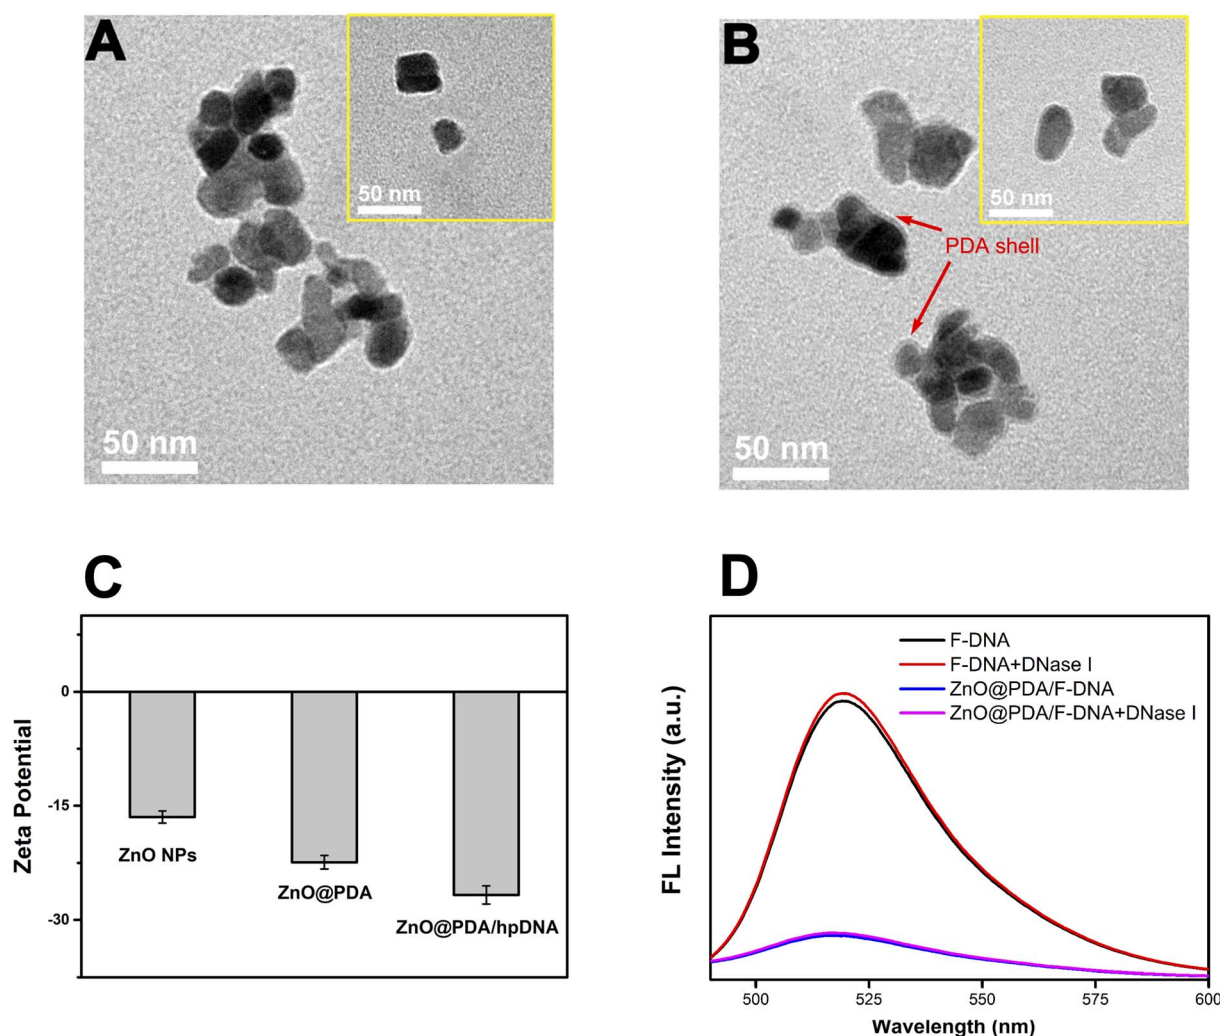 A
50 nm
50 nm
B
50 nm
PDA shell
50 nm
C
Zeta Potential
0
-15
-30
ZnO NPs
ZnO@PDA
ZnO@PDA/hpDNA
D
FL Intensity (a.u.)
F-DNA
F-DNA+DNase I
ZnO@PDA/F-DNA
ZnO@PDA/F-DNA+DNase I
500
525
550
575
600
Wavelength (nm)